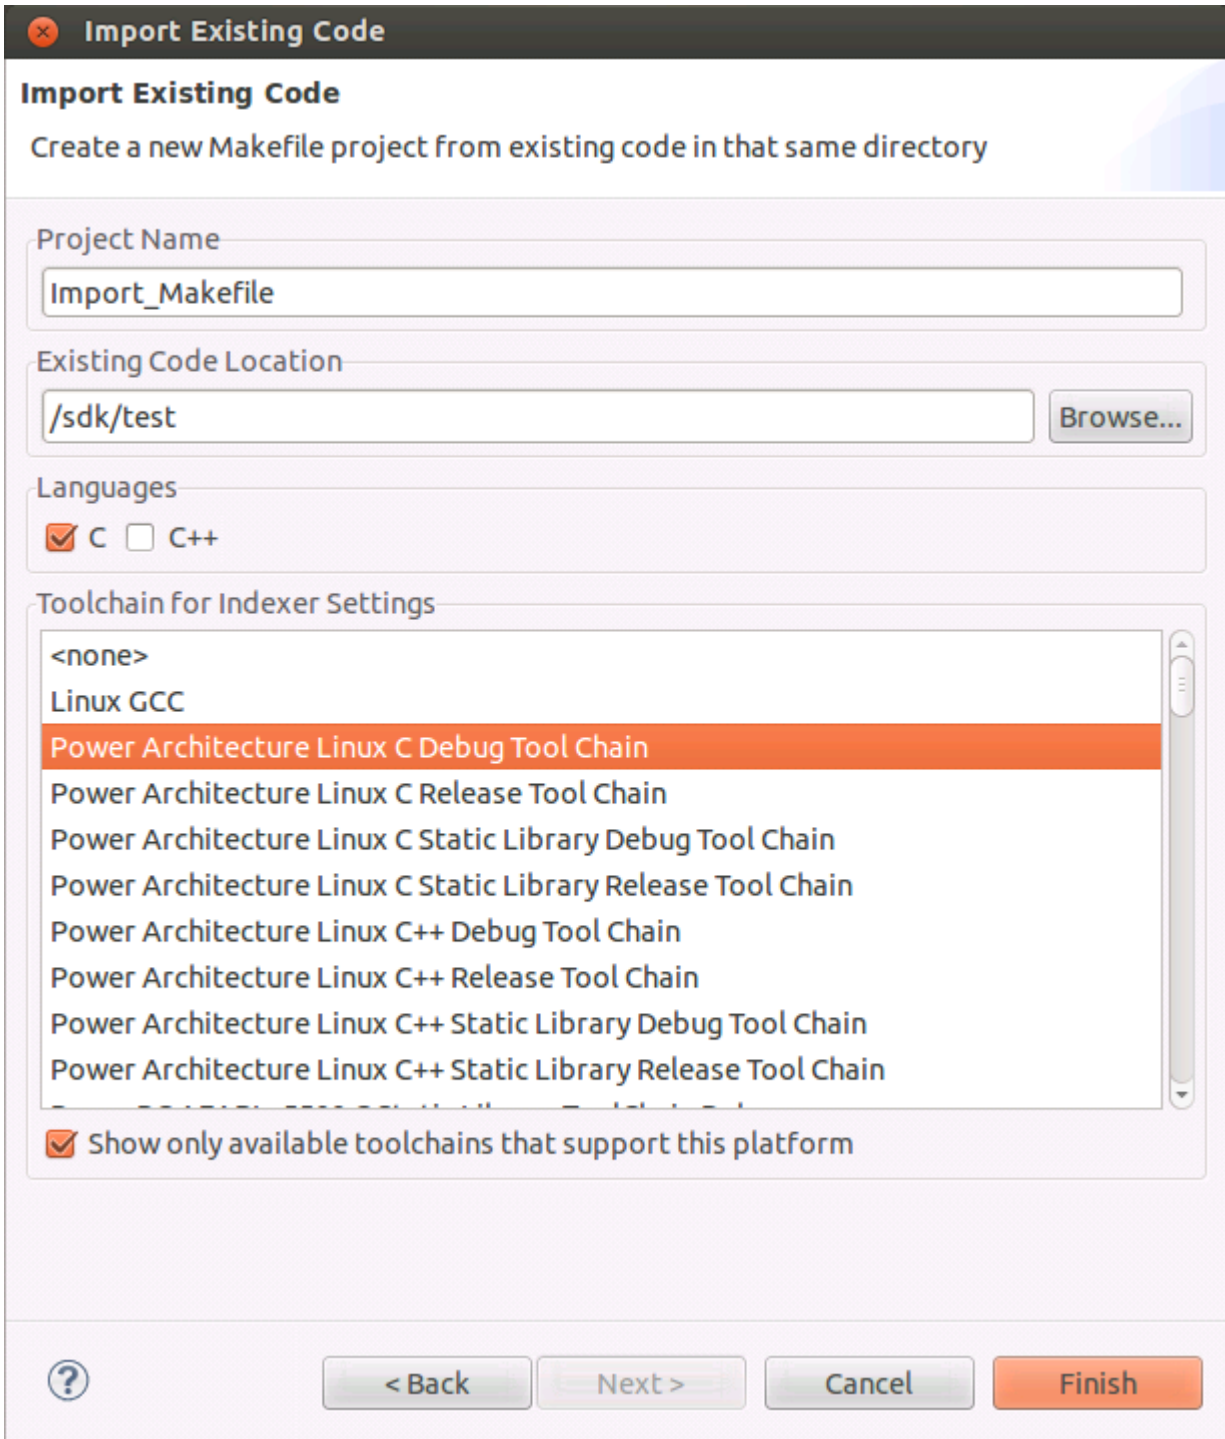 Import Existing Code
Import Existing Code
Create a new Makefile project from existing code in that same directory
Project Name
Import_Makefile
Existing Code Location
/sdk/test
Browse...
Languages
C
C++
Toolchain for Indexer Settings
<none>
Linux GCC
Power Architecture Linux C Debug Tool Chain
Power Architecture Linux C Release Tool Chain
Power Architecture Linux C Static Library Debug Tool Chain
Power Architecture Linux C Static Library Release Tool Chain
Power Architecture Linux C++ Debug Tool Chain
Power Architecture Linux C++ Release Tool Chain
Power Architecture Linux C++ Static Library Debug Tool Chain
Power Architecture Linux C++ Static Library Release Tool Chain
Show only available toolchains that support this platform
?
< Back
Next >
Cancel
Finish